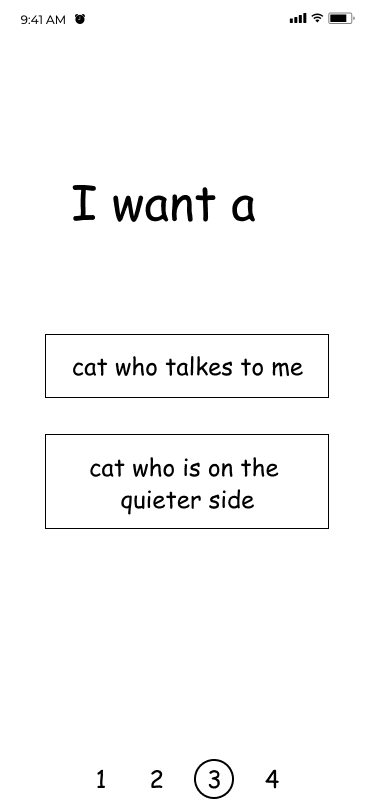 9:41 AM
I want a
cat who talkes to me
cat who is on the
quieter side
1 2 3 4